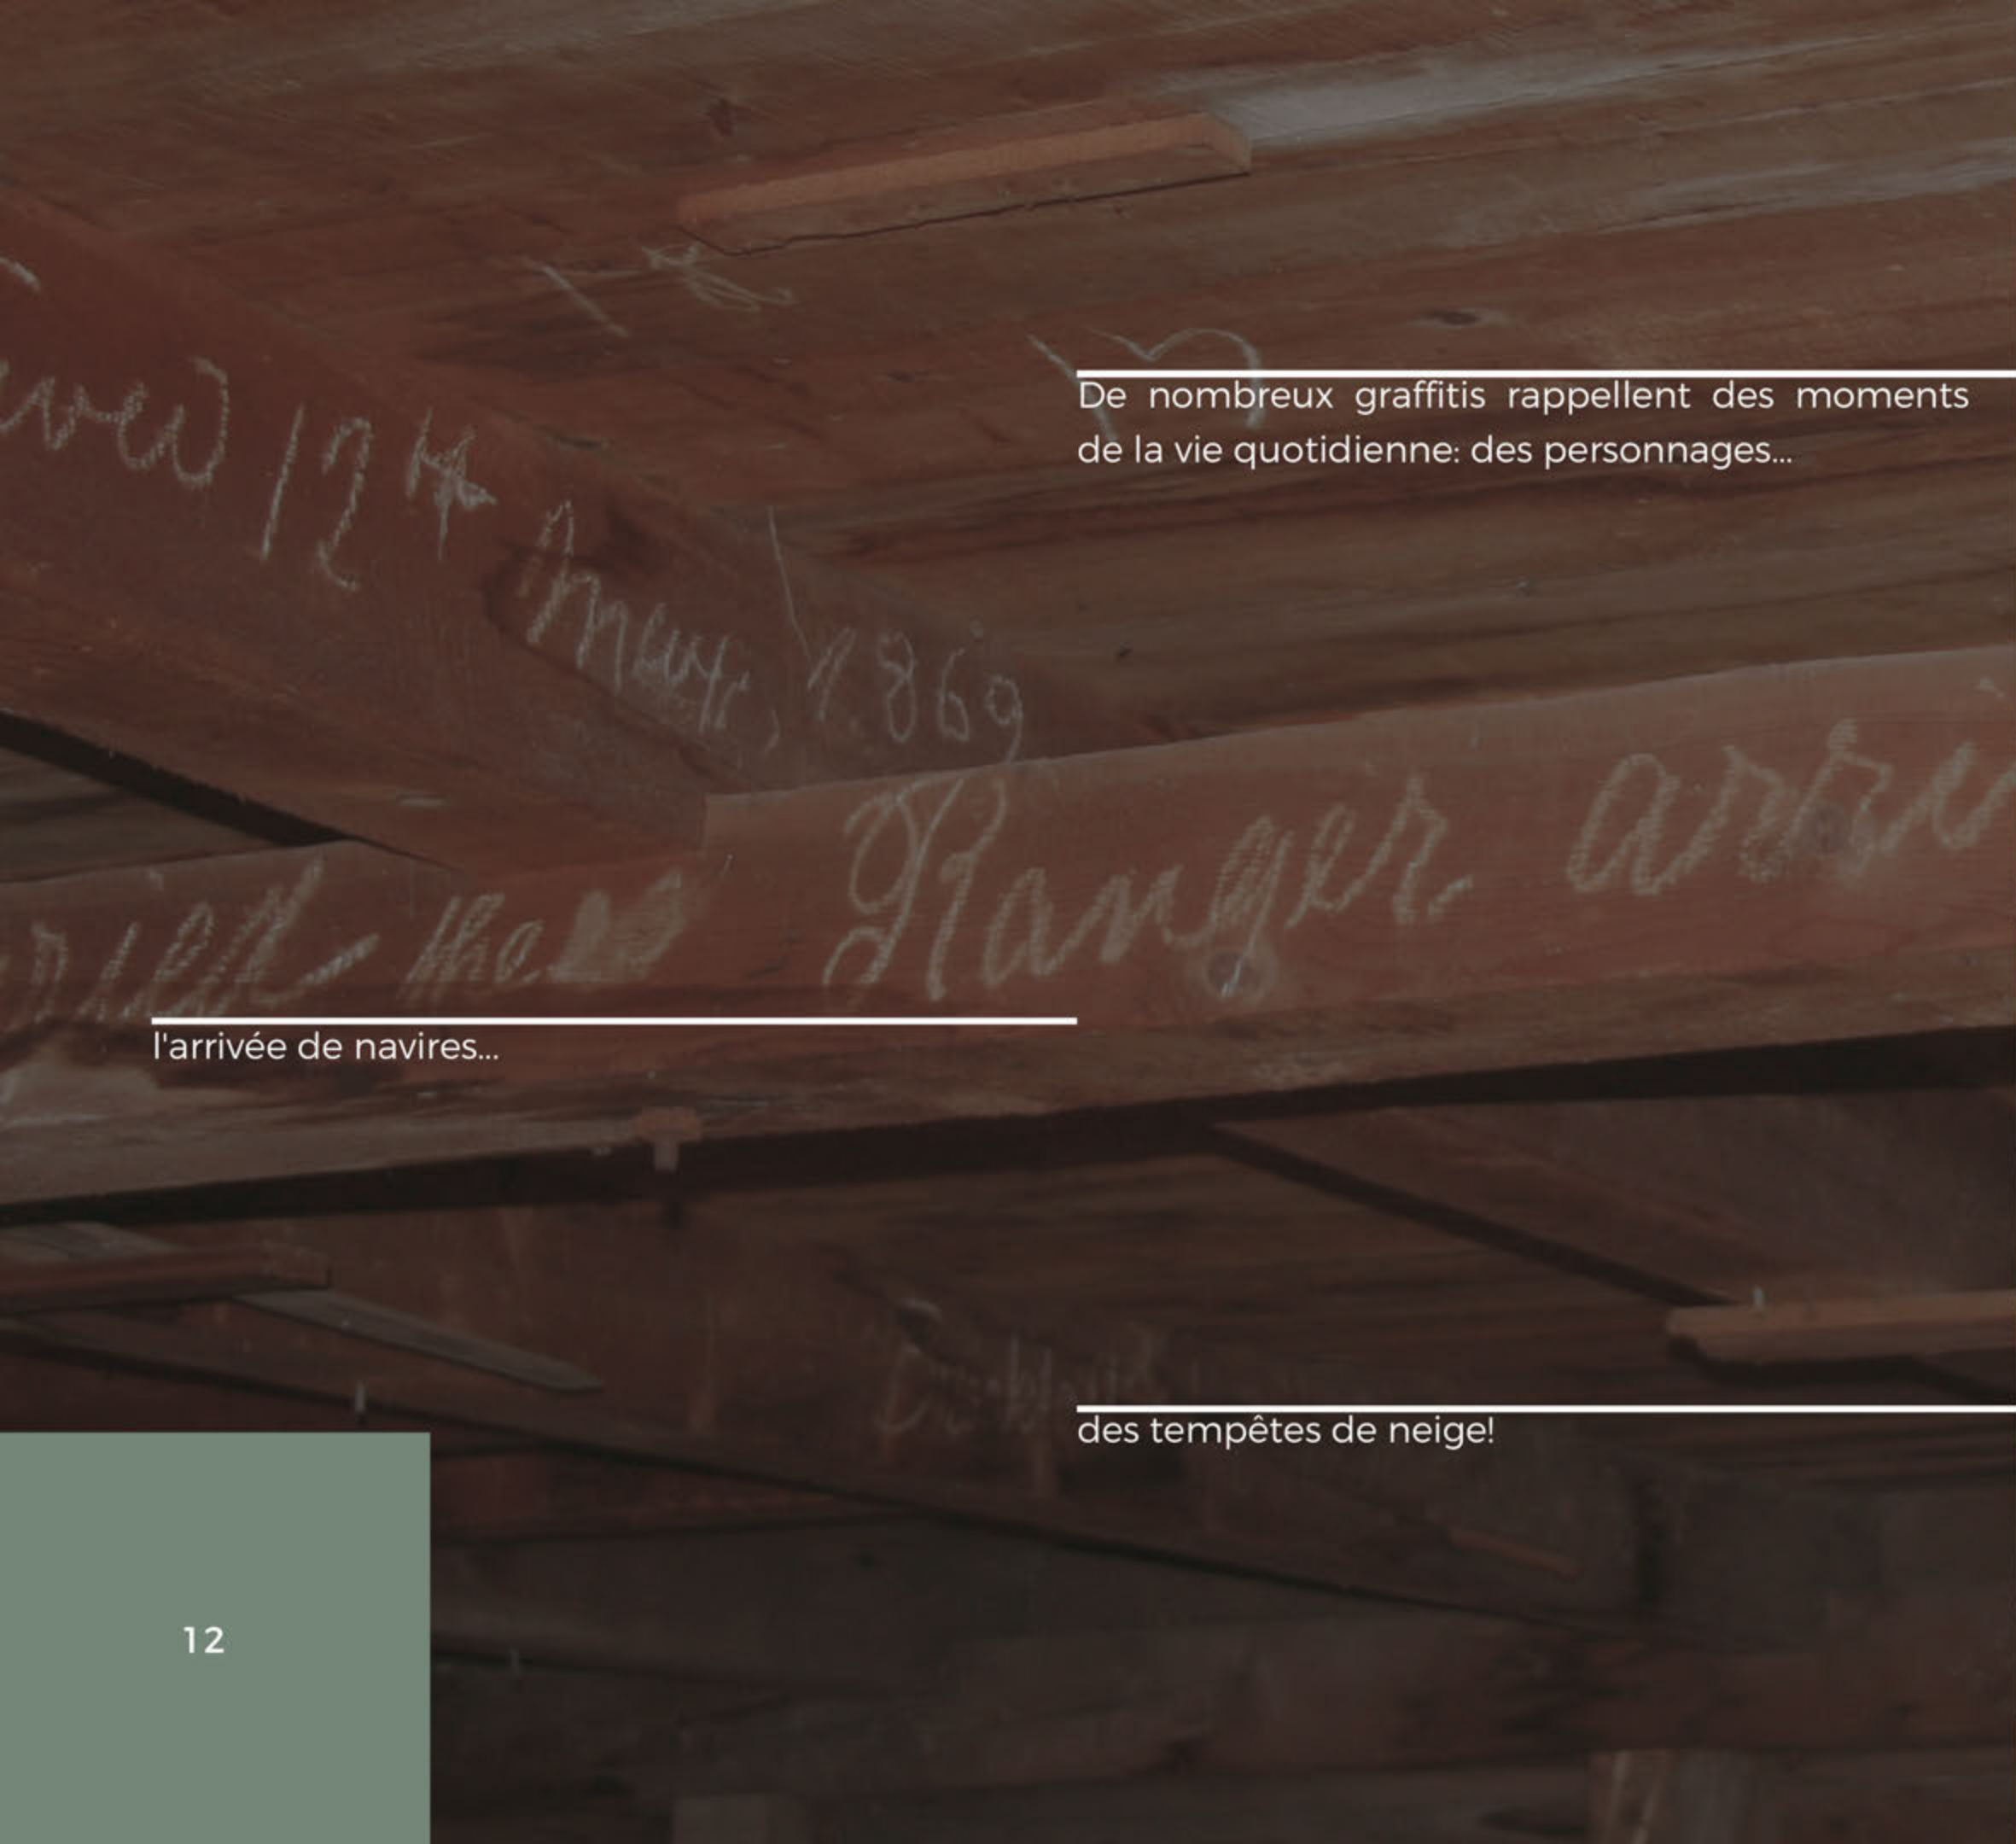 De nombreux graffitis rappellent des moments
de la vie quotidienne: des personnages...
12th May, 1869
Ranger
l'arrivée de navires...
des tempêtes de neige!
12